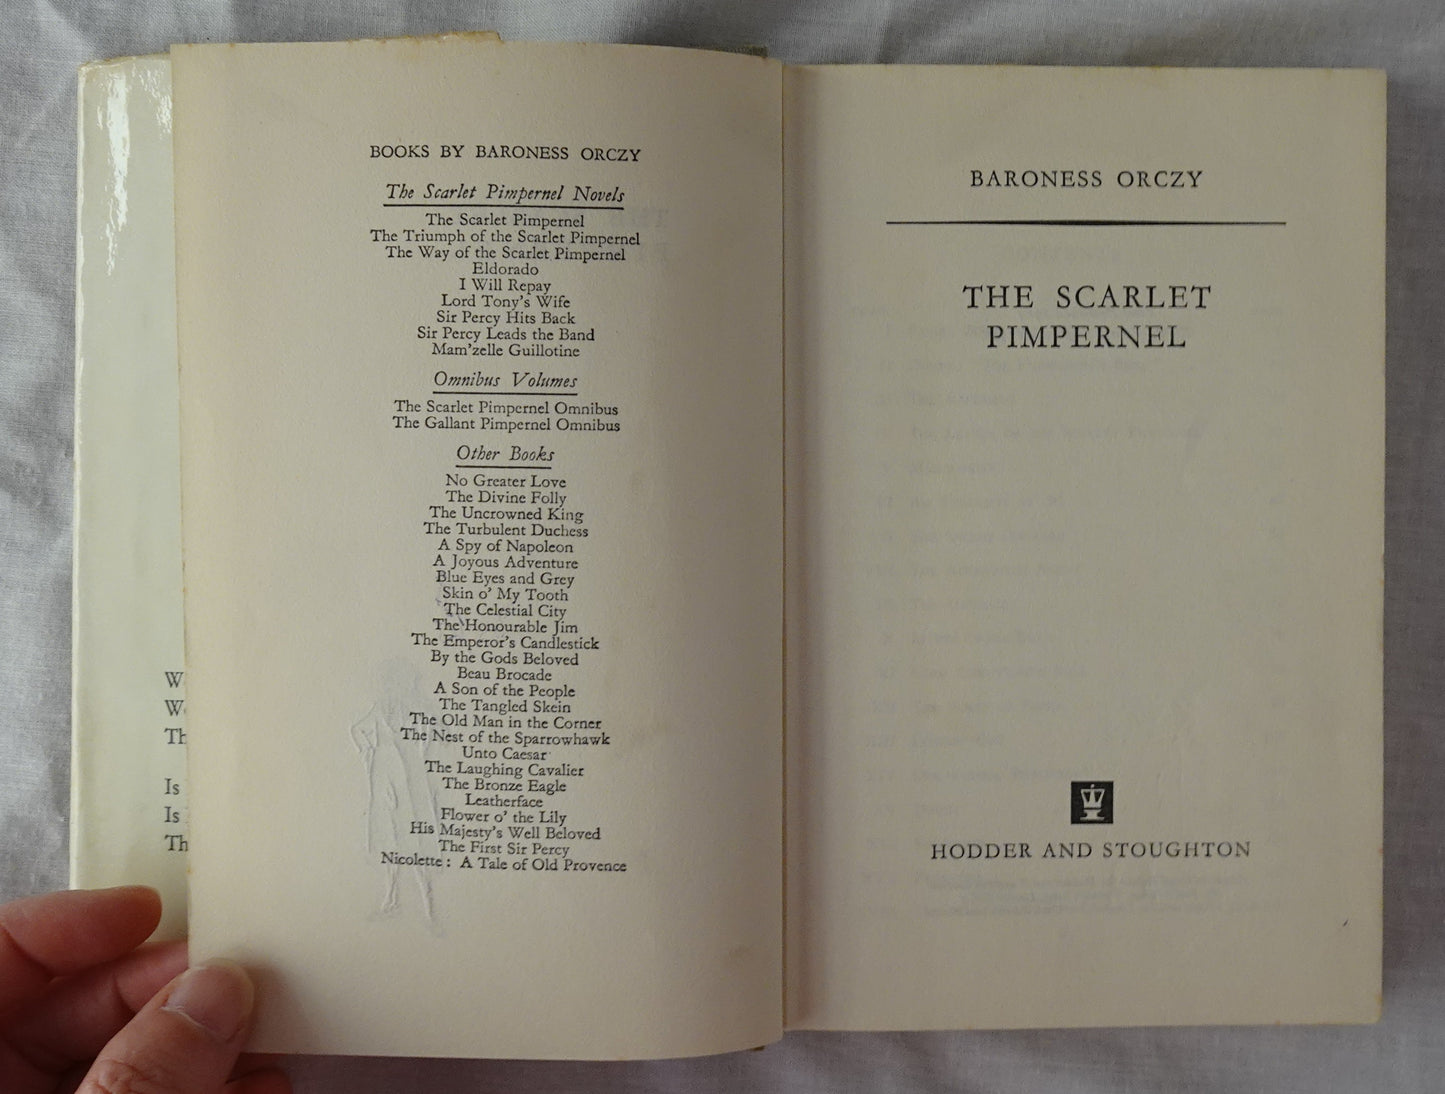 BOOKS BY BARONESS ORCZY
The Scarlet Pimpernel Novels
The Scarlet Pimpernel
The Triumph of the Scarlet Pimpernel
The Way of the Scarlet Pimpernel
Eldorado
I Will Repay
Lord Tony's Wife
Sir Percy Hits Back
Sir Percy Leads the Band
Mam'zelle Guillotine
Omnibus Volumes
The Scarlet Pimpernel Omnibus
The Gallant Pimpernel Omnibus
Other Books
No Greater Love
The Divine Folly
The Uncrowned King
The Turbulent Duchess
A Spy of Napoleon
A Joyous Adventure
Blue Eyes and Grey
Skin o' My Tooth
The Celestial City
The Honourable Jim
The Emperor's Candlestick
By the Gods Beloved
Beau Brocade
A Son of the People
The Tangled Skein
The Old Man in the Corner
The Nest of the Sparrowhawk
Unto Caesar
The Laughing Cavalier
The Bronze Eagle
Leatherface
Flower o' the Lily
His Majesty's Well Beloved
The First Sir Percy
Nicolette: A Tale of Old Provence
Is
Is
BARONESS ORCZY
THE SCARLET
PIMPERNEL
HODDER AND STOUGHTON